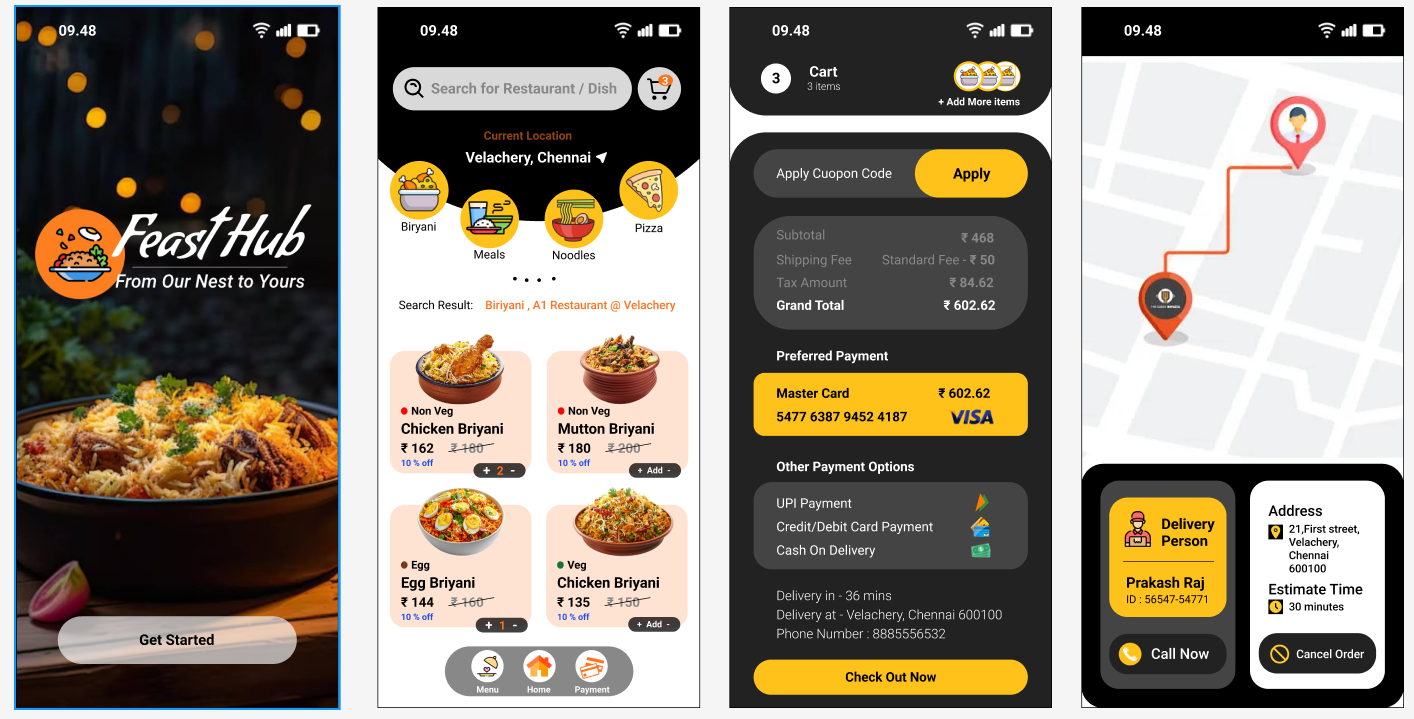 09.48
Feast Hub
From Our Nest to Yours
Get Started
09.48
Search for Restaurant / Dish
3
Current Location
Velachery, Chennai
Biryani
Meals
Noodles
Pizza
Search Result: Biriyani , A1 Restaurant @ Velachery
Non Veg
Chicken Briyani
₹ 162 ₹ 180
10 % off
+ 2 -
Non Veg
Mutton Briyani
₹ 180 ₹ 200
10 % off
+ Add -
Egg
Egg Briyani
₹ 144 ₹ 160
10 % off
+ 1 -
Veg
Chicken Briyani
₹ 135 ₹ 150
10 % off
+ Add -
Menu Home Payment
09.48
3 Cart
3 items
+ Add More items
Apply Cuopon Code Apply
Subtotal ₹ 468
Shipping Fee Standard Fee - ₹ 50
Tax Amount ₹ 84.62
Grand Total ₹ 602.62
Preferred Payment
Master Card ₹ 602.62
5477 6387 9452 4187 VISA
Other Payment Options
UPI Payment
Credit/Debit Card Payment
Cash On Delivery
Delivery in - 36 mins
Delivery at - Velachery, Chennai 600100
Phone Number : 8885556532
Check Out Now
09.48
Delivery
Person
Prakash Raj
ID : 56547-54771
Call Now
Address
21,First street,
Velachery,
Chennai
600100
Estimate Time
30 minutes
Cancel Order